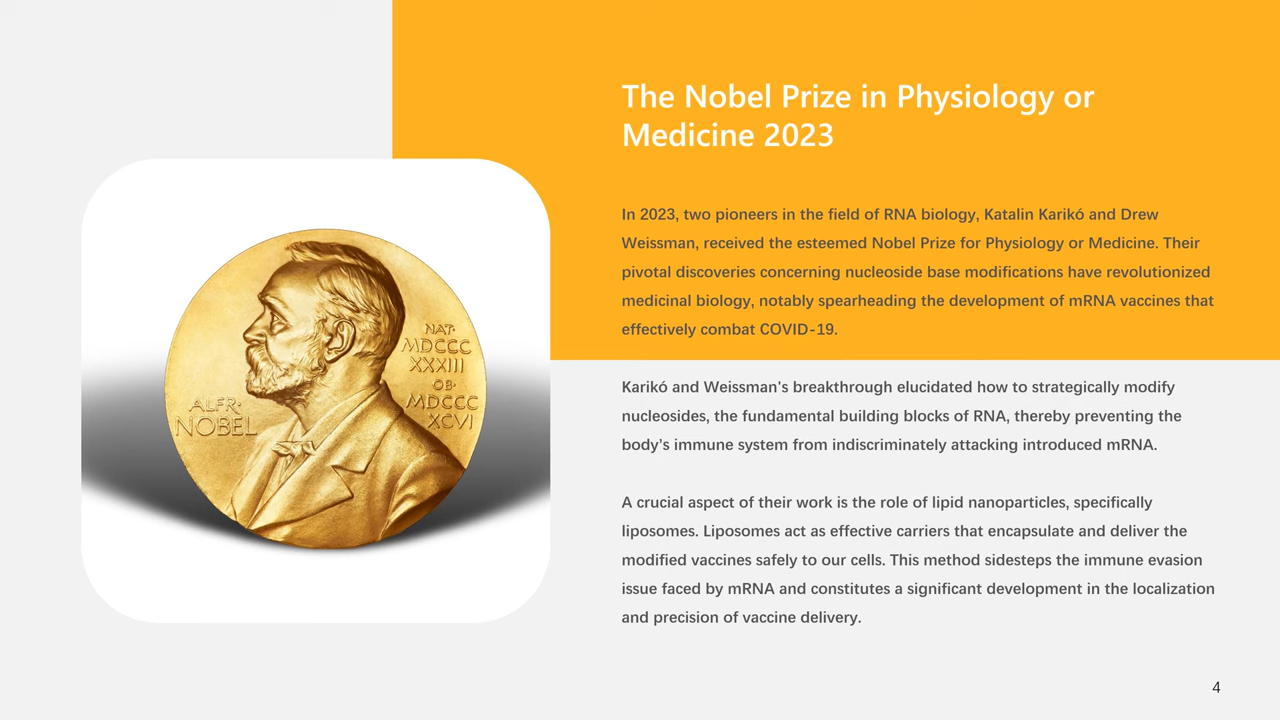 The Nobel Prize in Physiology or
Medicine 2023
In 2023, two pioneers in the field of RNA biology, Katalin Karikó and Drew
Weissman, received the esteemed Nobel Prize for Physiology or Medicine. Their
pivotal discoveries concerning nucleoside base modifications have revolutionized
medicinal biology, notably spearheading the development of mRNA vaccines that
effectively combat COVID-19.
Karikó and Weissman's breakthrough elucidated how to strategically modify
nucleosides, the fundamental building blocks of RNA, thereby preventing the
body’s immune system from indiscriminately attacking introduced mRNA.
A crucial aspect of their work is the role of lipid nanoparticles, specifically
liposomes. Liposomes act as effective carriers that encapsulate and deliver the
modified vaccines safely to our cells. This method sidesteps the immune evasion
issue faced by mRNA and constitutes a significant development in the localization
and precision of vaccine delivery.
ALFR·
NOBEL
NAT·
MDCCC
XXXIII
OB·
MDCCC
XCVI
4